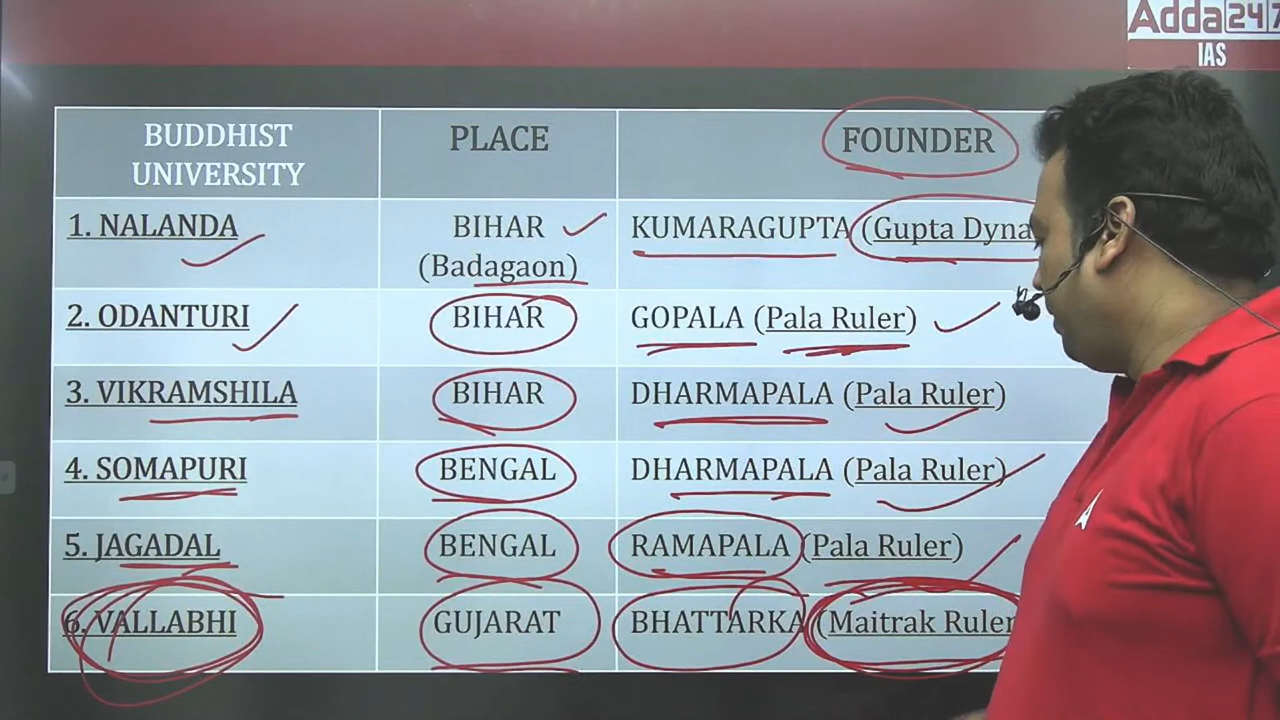 Adda247
IAS
BUDDHIST
UNIVERSITY
PLACE
FOUNDER
1. NALANDA
BIHAR
(Badagaon)
KUMARAGUPTA (Gupta Dyna
2. ODANTURI
BIHAR
GOPALA (Pala Ruler)
3. VIKRAMSHILA
BIHAR
DHARMAPALA (Pala Ruler)
4. SOMAPURI
BENGAL
DHARMAPALA (Pala Ruler)
5. JAGADAL
BENGAL
RAMAPALA (Pala Ruler)
6. VALLABHI
GUJARAT
BHATTARKA (Maitrak Ruler